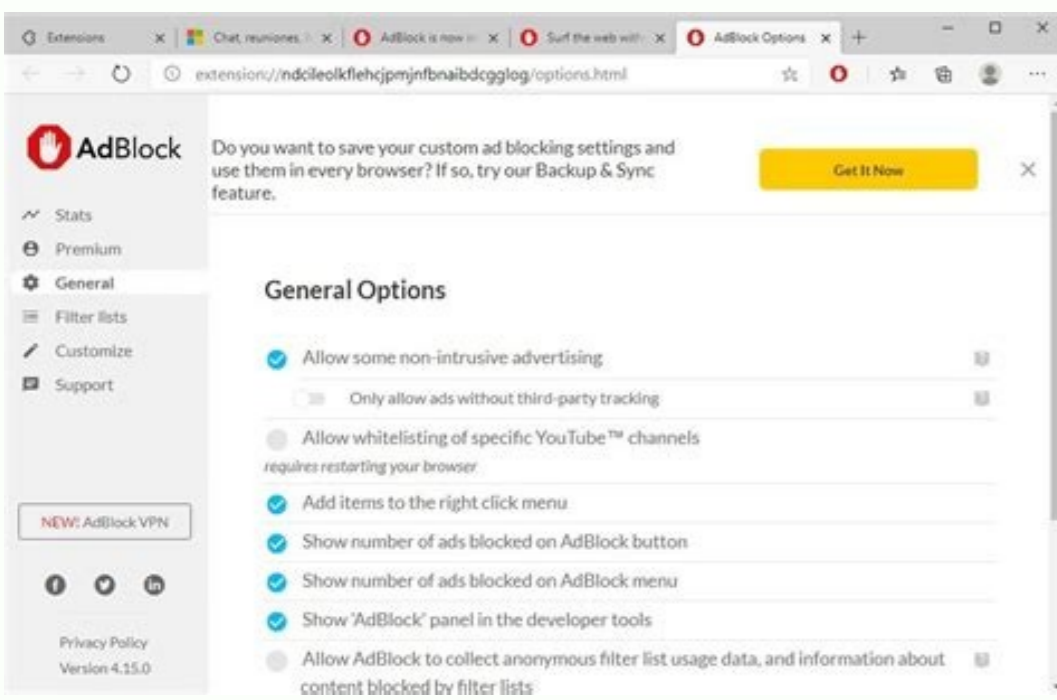 Extensions
Chat, reuniones,
AdBlock is now in
Surf the web with
AdBlock Options
extension://ndcileolkflehcjpmjnfbnaibdcgglog/options.html
AdBlock
Do you want to save your custom ad blocking settings and
use them in every browser? If so, try our Backup & Sync
feature.
Get It Now
Stats
Premium
General
Filter lists
Customize
Support
NEW! AdBlock VPN
Privacy Policy
Version 4.15.0
General Options
Allow some non-intrusive advertising
Only allow ads without third-party tracking
Allow whitelisting of specific YouTube™ channels
requires restarting your browser
Add items to the right click menu
Show number of ads blocked on AdBlock button
Show number of ads blocked on AdBlock menu
Show 'AdBlock' panel in the developer tools
Allow AdBlock to collect anonymous filter list usage data, and information about
content blocked by filter lists